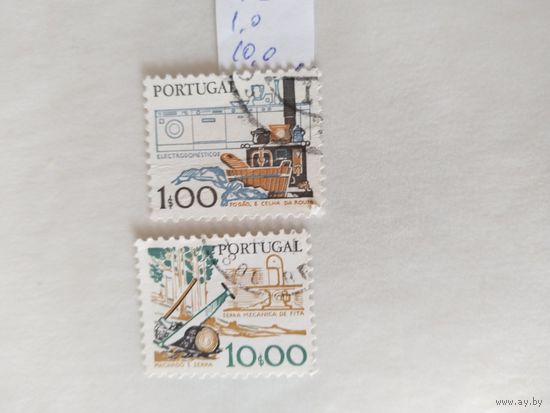 1,0
10,0
PORTUGAL
ELECTRODOMÉSTICOS
1$00
FOGÃO, E CELHA DA ROUPA
PORTUGAL
SERRA MECÂNICA DE FITA
10$00
MACHADO E SERRA
www.ay.by